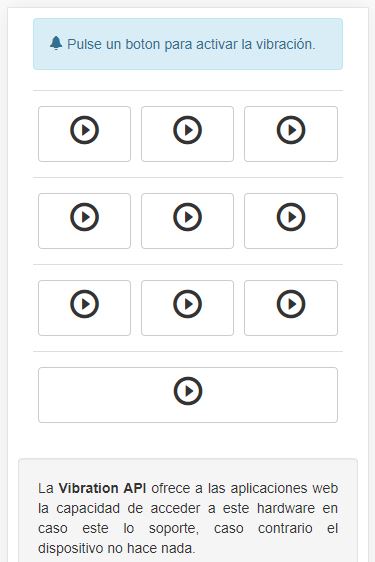 Pulse un boton para activar la vibración.
La Vibration API ofrece a las aplicaciones web
la capacidad de acceder a este hardware en
caso este lo soporte, caso contrario el
dispositivo no hace nada.